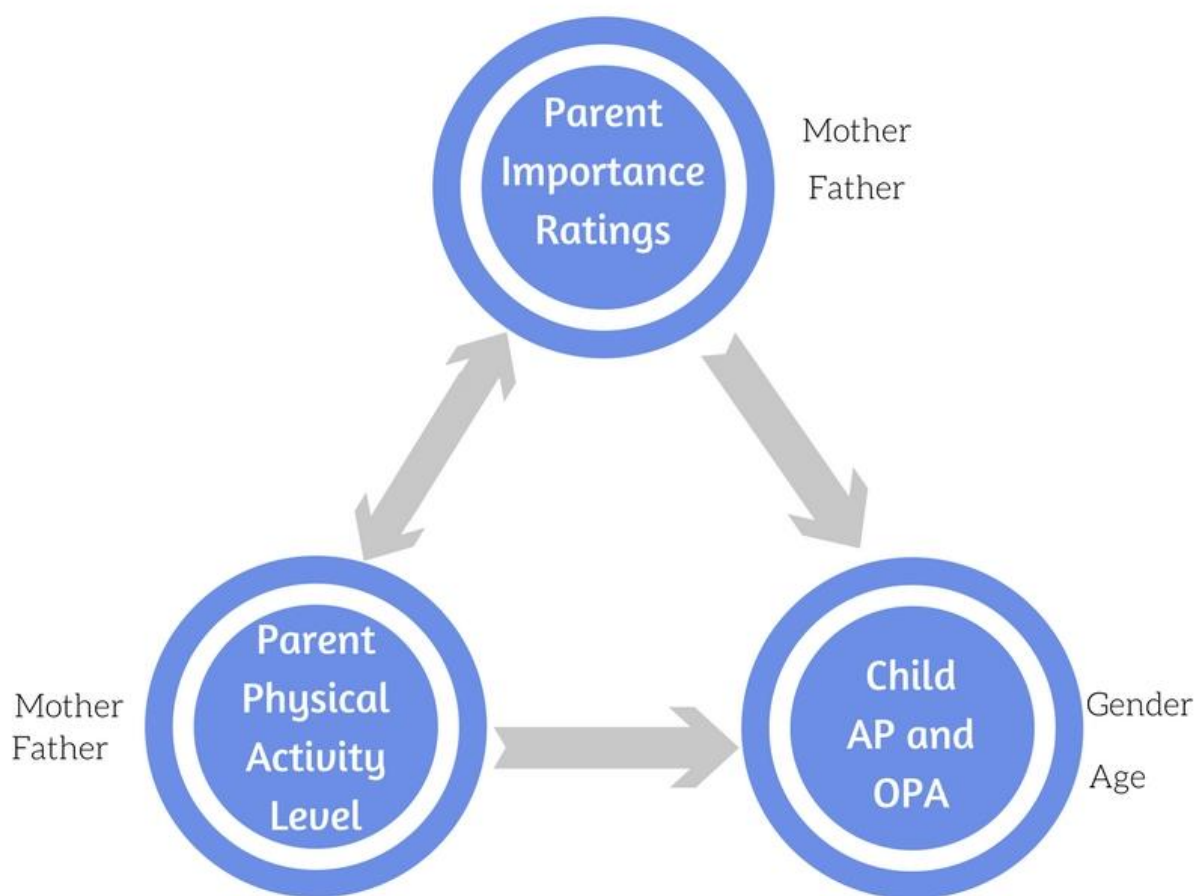 Parent
Importance
Ratings
Mother
Father
Mother
Father
Parent
Physical
Activity
Level
Child
AP and
OPA
Gender
Age